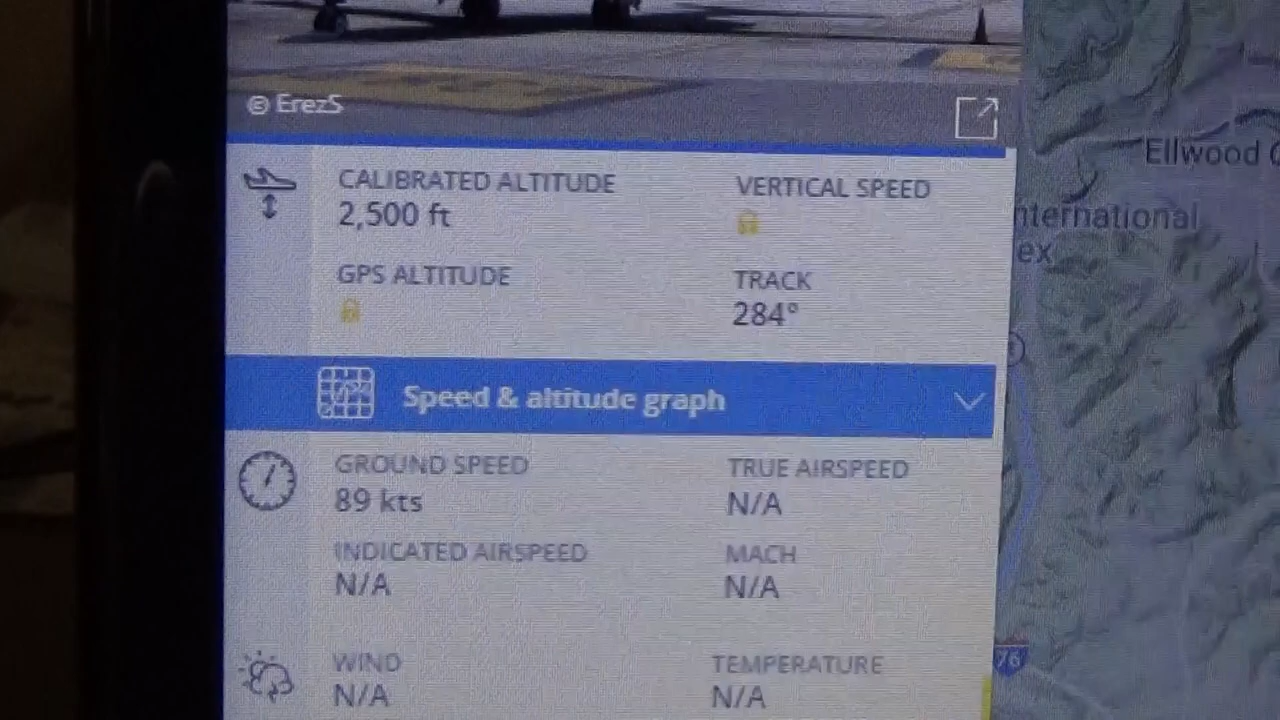 © ErezS
CALIBRATED ALTITUDE
2,500 ft
VERTICAL SPEED
GPS ALTITUDE
TRACK
284°
Speed & altitude graph
GROUND SPEED
89 kts
TRUE AIRSPEED
N/A
INDICATED AIRSPEED
N/A
MACH
N/A
WIND
N/A
TEMPERATURE
N/A
Ellwood
nternational
ex
76